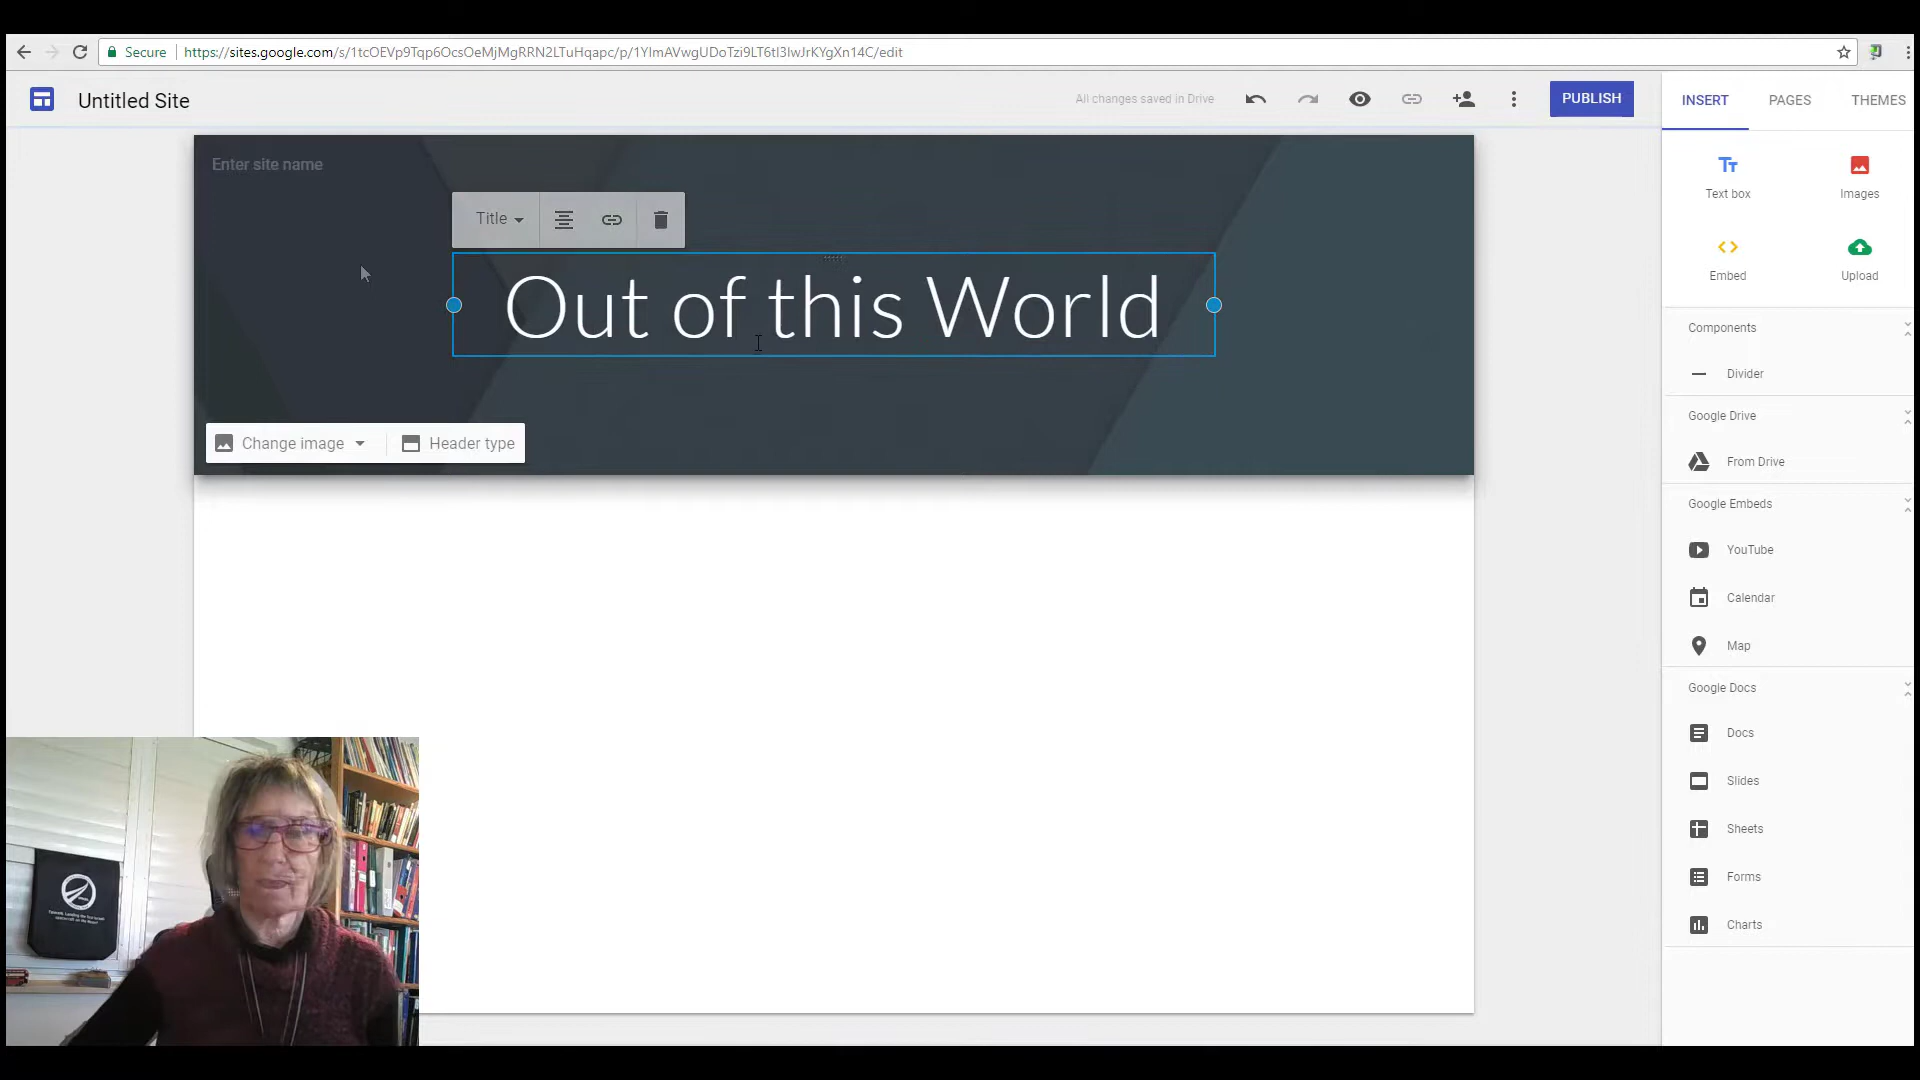 Secure
https://sites.google.com/s/1tcOEVp9Tqp6OcsOeMjMgRRN2LTuHqapc/p/1YlmAVwgUDoTzi9LT6tI3IwJrKYgXn14C/edit
Untitled Site
All changes saved in Drive
PUBLISH
INSERT
PAGES
THEMES
Enter site name
Title
Out of this World
Change image
Header type
Text box
Images
Embed
Upload
Components
Divider
Google Drive
From Drive
Google Embeds
YouTube
Calendar
Map
Google Docs
Docs
Slides
Sheets
Forms
Charts